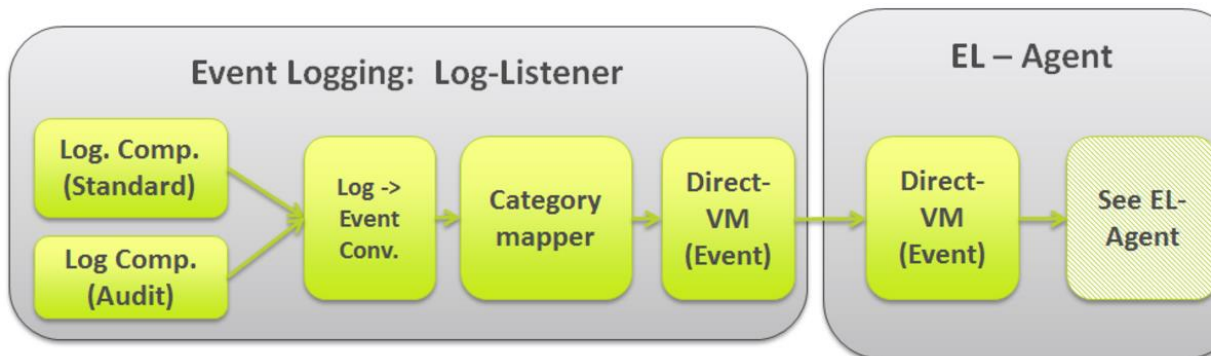 Event Logging: Log-Listener
Log. Comp.
(Standard)
Log Comp.
(Audit)
Log ->
Event
Conv.
Category
mapper
Direct-
VM
(Event)
EL – Agent
Direct-
VM
(Event)
See EL-
Agent